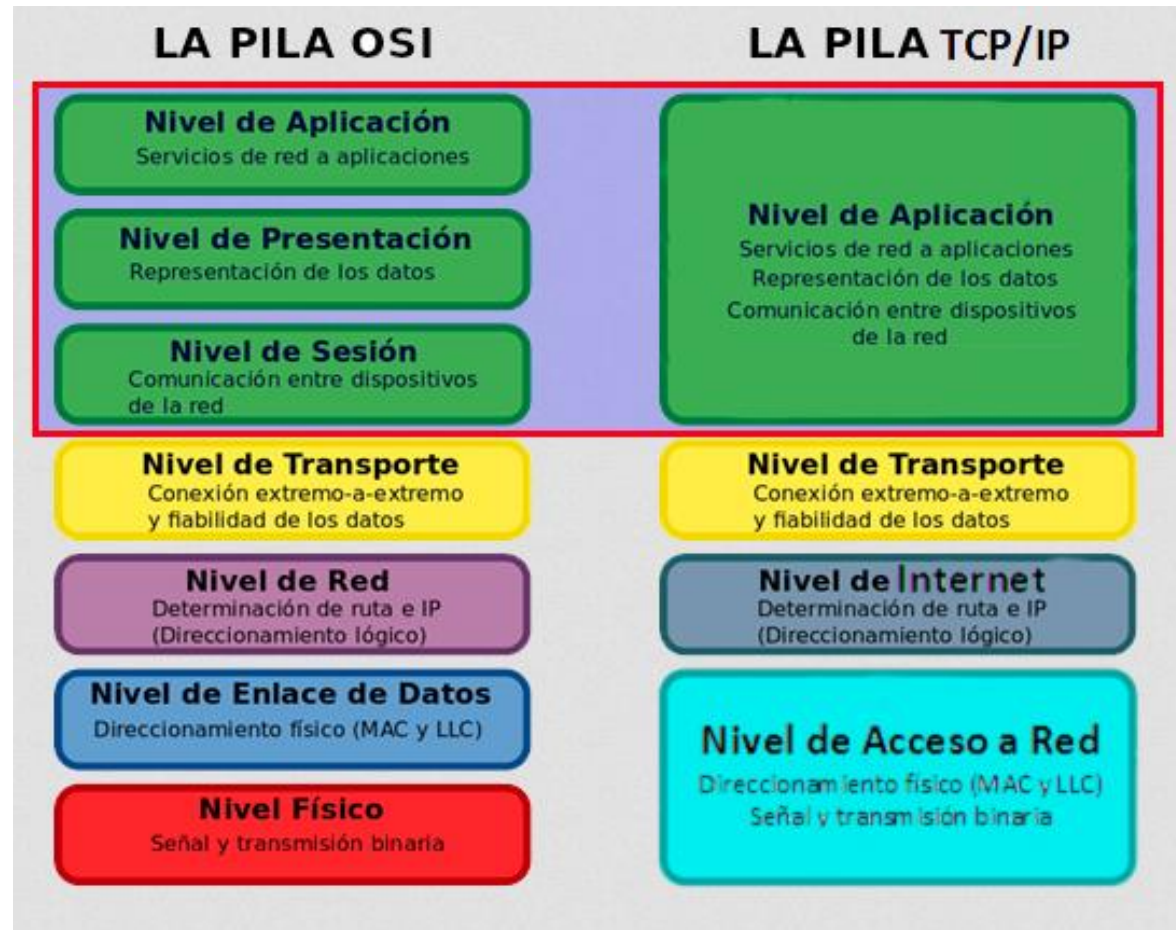 LA PILA OSI
Nivel de Aplicación
Servicios de red a aplicaciones
Nivel de Presentación
Representación de los datos
Nivel de Sesión
Comunicación entre dispositivos
de la red
Nivel de Transporte
Conexión extremo-a-extremo
y fiabilidad de los datos
Nivel de Red
Determinación de ruta e IP
(Direccionamiento lógico)
Nivel de Enlace de Datos
Direccionamiento físico (MAC y LLC)
Nivel Físico
Señal y transmisión binaria
LA PILA TCP/IP
Nivel de Aplicación
Servicios de red a aplicaciones
Representación de los datos
Comunicación entre dispositivos
de la red
Nivel de Transporte
Conexión extremo-a-extremo
y fiabilidad de los datos
Nivel de Internet
Determinación de ruta e IP
(Direccionamiento lógico)
Nivel de Acceso a Red
Direccionamiento físico (MAC y LLC)
Señal y transmisión binaria